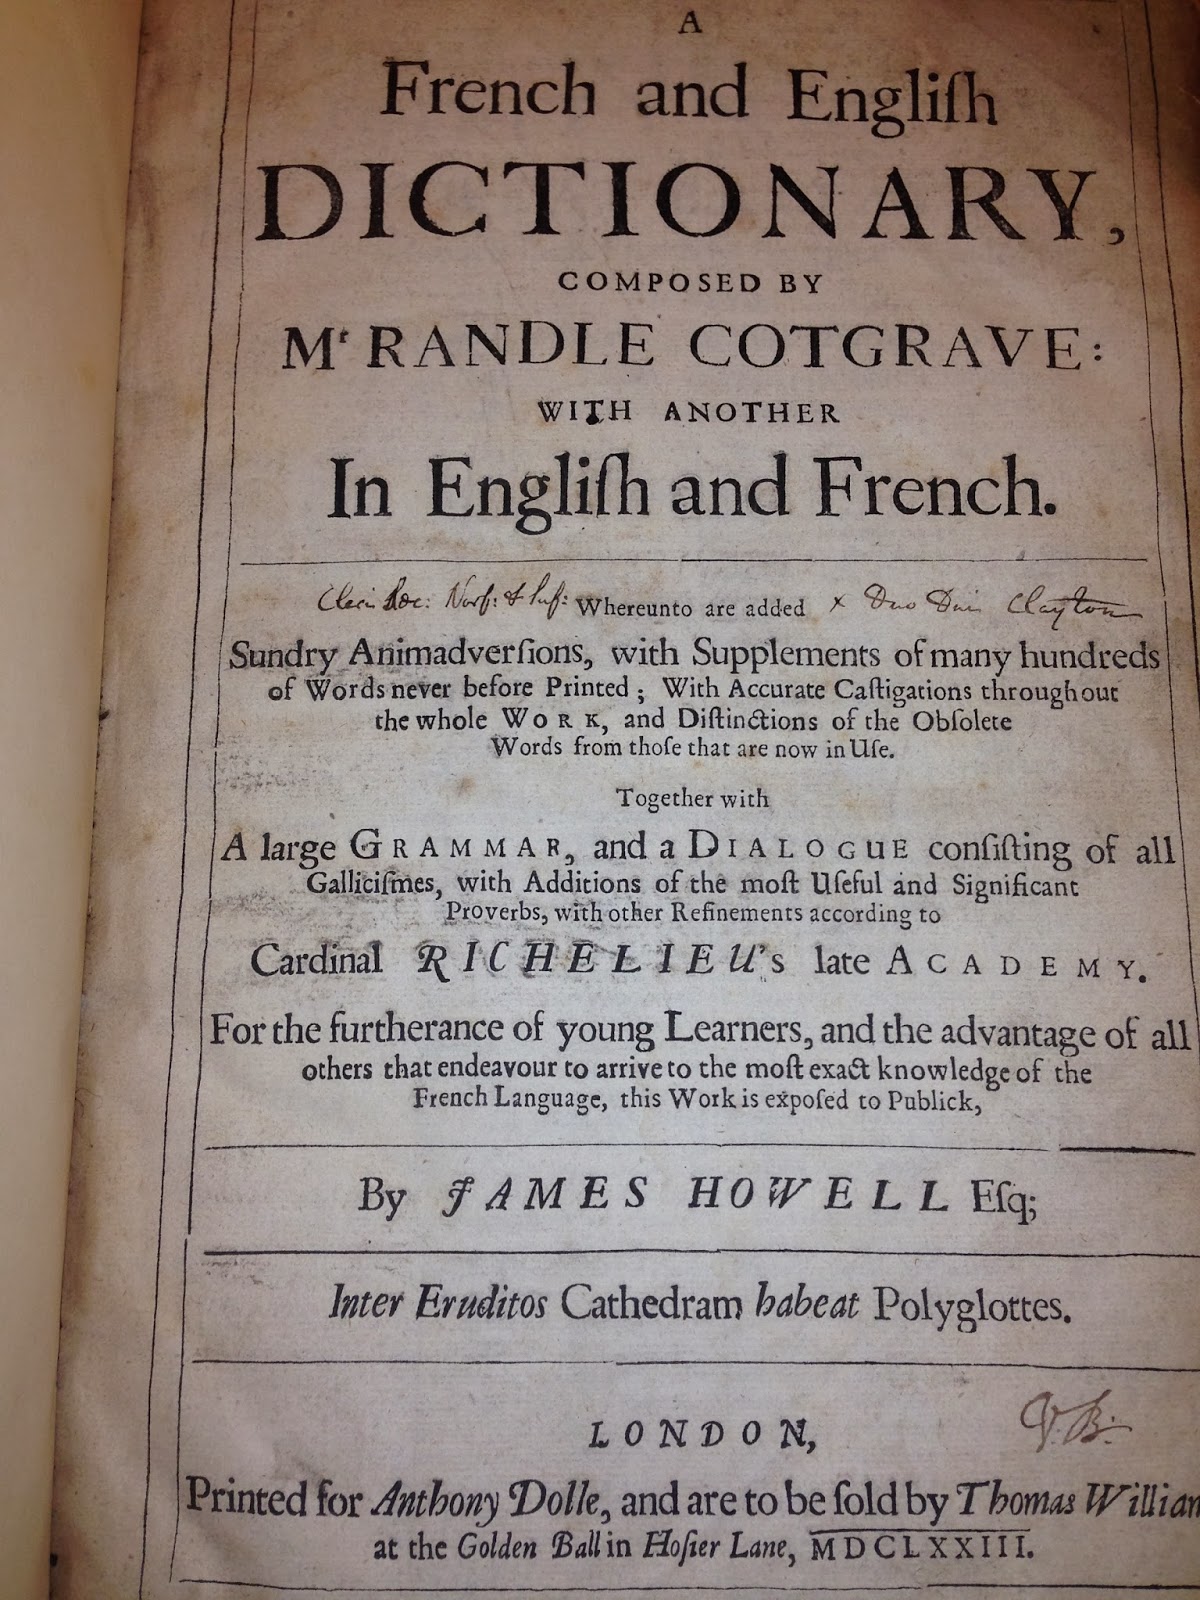 A
French and Engliſh
DICTIONARY,
COMPOSED BY
Mr RANDLE COTGRAVE:
WITH ANOTHER
In Engliſh and French.
Norf: & Suf: Whereunto are added x Clayton
Sundry Animadverſions, with Supplements of many hundreds
of Words never before Printed; With Accurate Caſtigations throughout
the whole WORK, and Diſtinctions of the Obſolete
Words from thoſe that are now in Uſe.
Together with
A large GRAMMAR, and a DIALOGUE conſiſting of all
Galliciſmes, with Additions of the moſt Uſeful and Significant
Proverbs, with other Refinements according to
Cardinal RICHELIEU's late ACADEMY.
For the furtherance of young Learners, and the advantage of all
others that endeavour to arrive to the moſt exact knowledge of the
French Language, this Work is expoſed to Publick,
By JAMES HOWELL Eſq;
Inter Eruditos Cathedram habeat Polyglottes.
LONDON,
Printed for Anthony Dolle, and are to be ſold by Thomas Willian
at the Golden Ball in Hoſier Lane, MDCLXXIII.